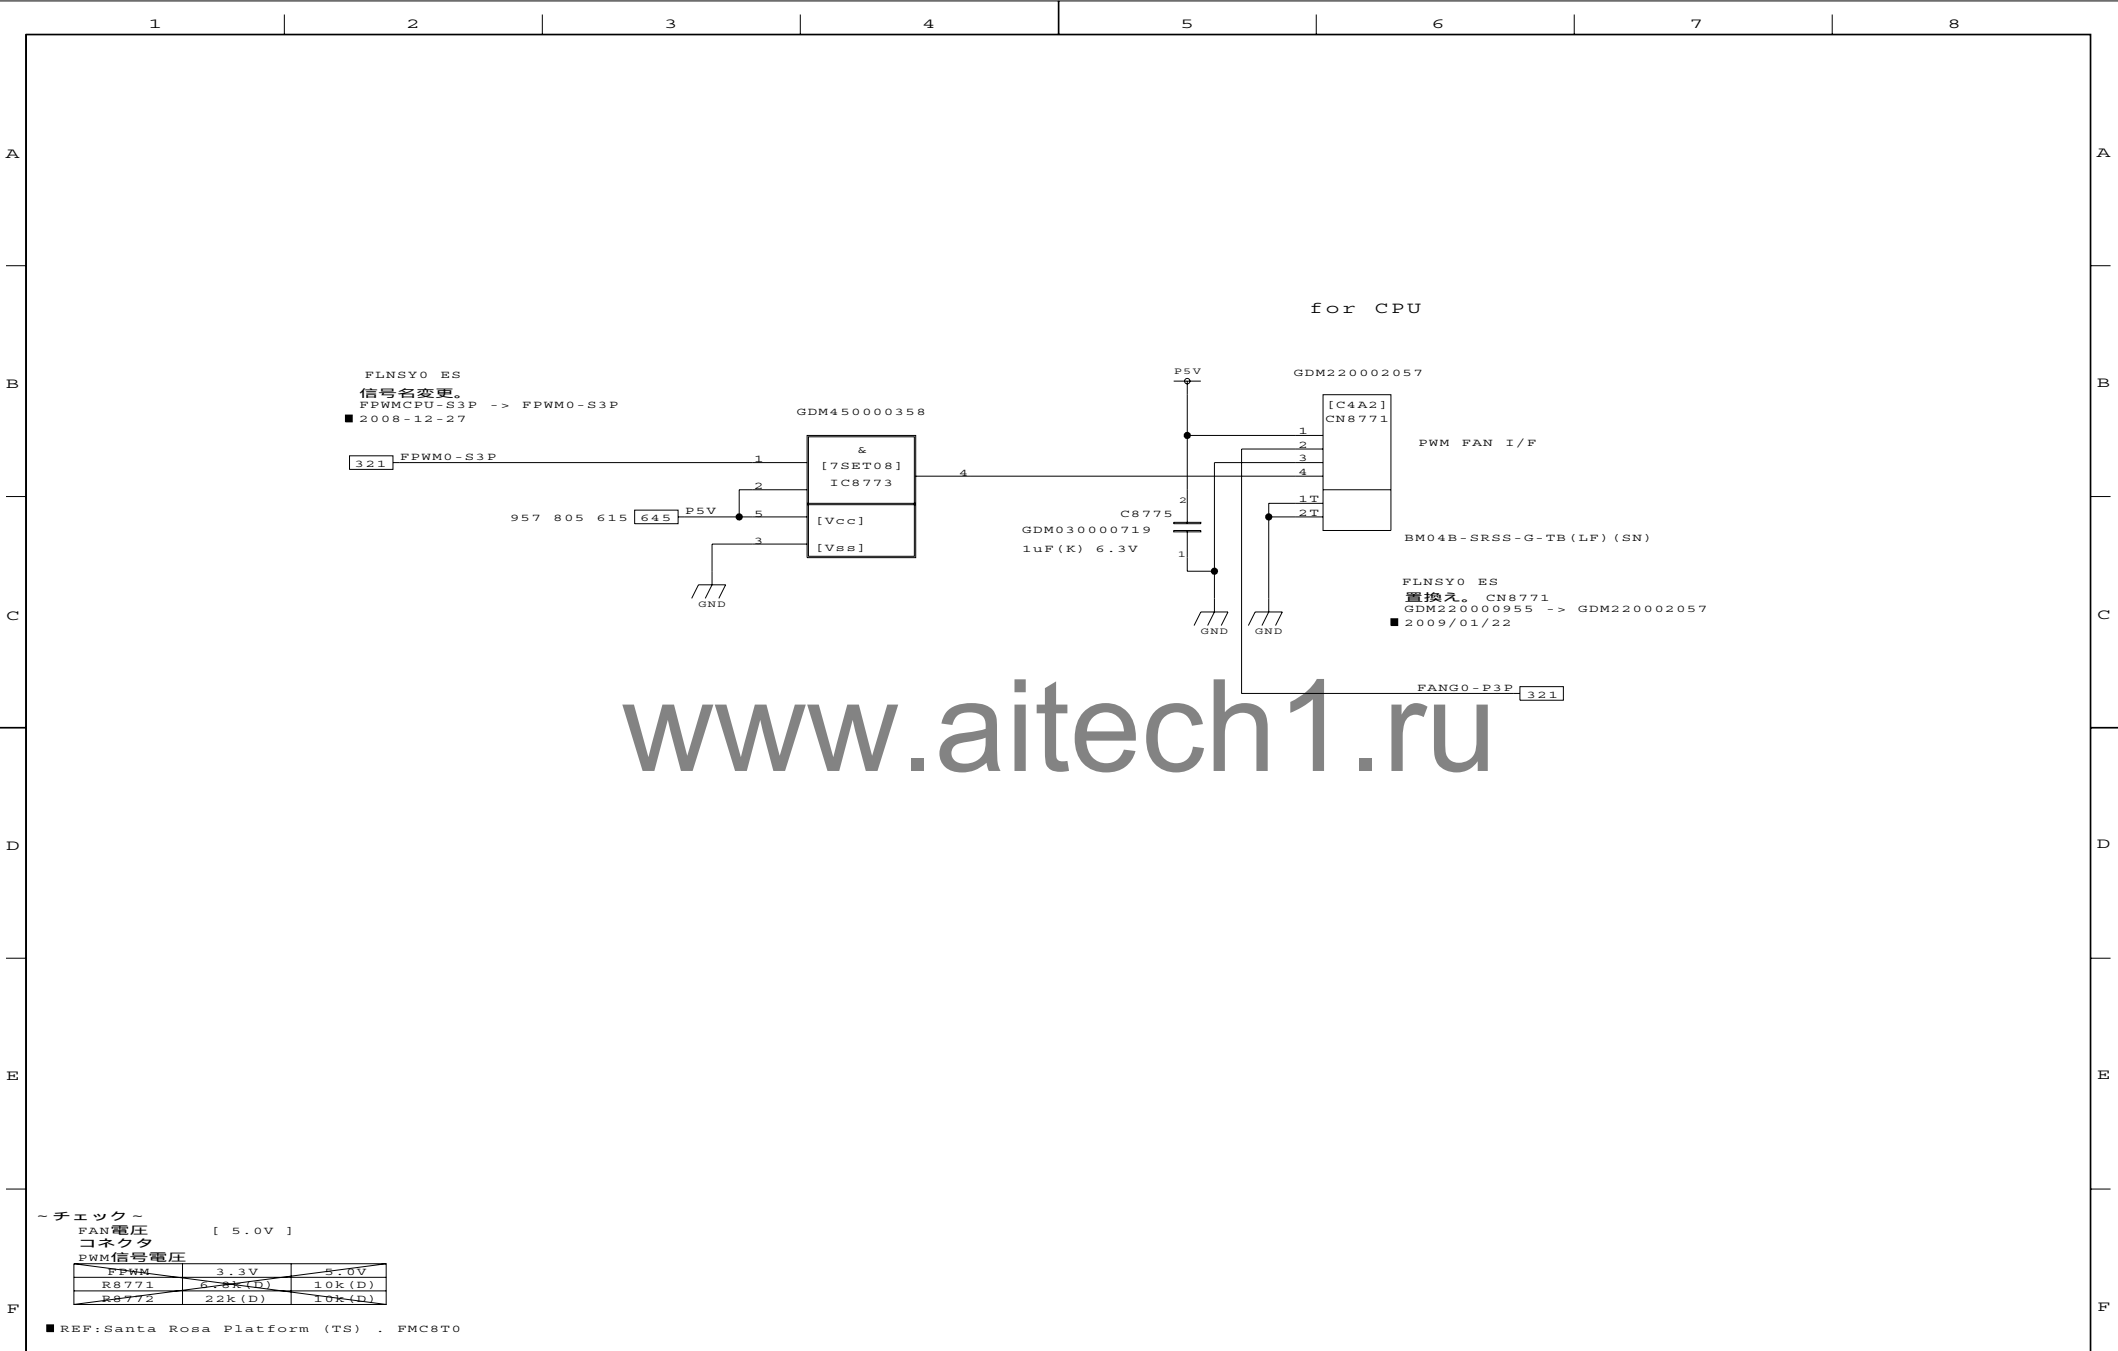 1 2 3 4 5 6 7 8
A A
for CPU
B B
FLNSY0 ES
信号名変更。
FPWMCPU-S3P -> FPWM0-S3P
■ 2008-12-27
321 FPWM0-S3P
GDM450000358
1
&
[7SET08]
IC8773
2
4
957 805 615 645 P5V
5
[Vcc]
3
[Vss]
GND
P5V
GDM220002057
[C4A2]
CN8771
1
2
3
4
1T
2T
PWM FAN I/F
2
C8775
GDM030000719
1uF(K) 6.3V
1
BM04B-SRSS-G-TB(LF)(SN)
GND GND
FLNSY0 ES
置換え。 CN8771
GDM220000955 -> GDM220002057
■ 2009/01/22
C C
FANG0-P3P 321
www.aitech1.ru
D D
E E
~チェック~
FAN電圧 [ 5.0V ]
コネクタ
PWM信号電圧
FPWM 3.3V 5.0V
R8771 6.8k(D) 10k(D)
R8772 22k(D) 10k(D)
F F
■ REF:Santa Rosa Platform (TS) . FMC8T0